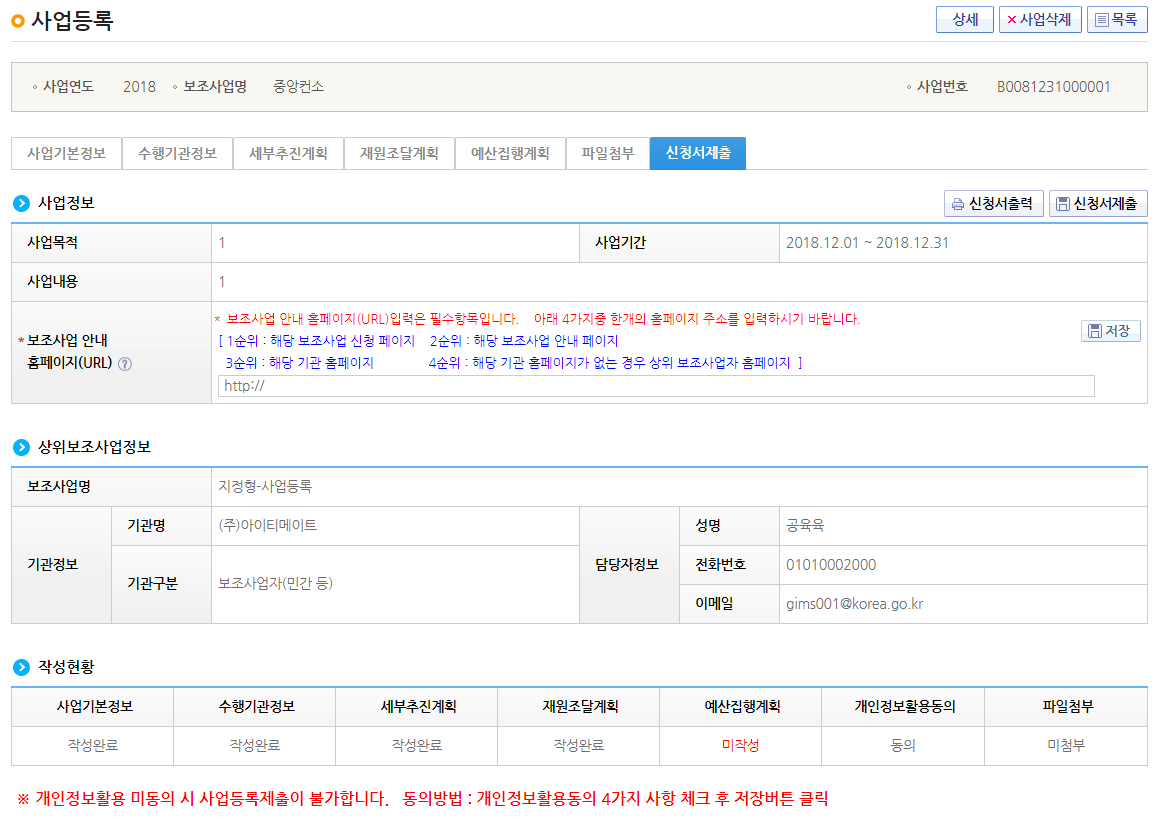 사업등록
상세 사업삭제 목록
사업연도 2018 보조사업명 중앙컨소 사업번호 B0081231000001
사업기본정보 수행기관정보 세부추진계획 재원조달계획 예산집행계획 파일첨부 신청서제출
사업정보 신청서출력 신청서제출
사업목적 1 사업기간 2018.12.01 ~ 2018.12.31
사업내용 1
* 보조사업 안내 홈페이지(URL)입력은 필수항목입니다. 아래 4가지중 한개의 홈페이지 주소를 입력하시기 바랍니다.
* 보조사업 안내
홈페이지(URL) ?
[ 1순위 : 해당 보조사업 신청 페이지 2순위 : 해당 보조사업 안내 페이지
3순위 : 해당 기관 홈페이지 4순위 : 해당 기관 홈페이지가 없는 경우 상위 보조사업자 홈페이지 ]
저장
http://
상위보조사업정보
보조사업명 지정형-사업등록
기관정보 기관명 (주)아이티메이트 담당자정보 성명 공육육
기관구분 보조사업자(민간 등) 전화번호 01010002000
이메일 gims001@korea.go.kr
작성현황
사업기본정보 수행기관정보 세부추진계획 재원조달계획 예산집행계획 개인정보활용동의 파일첨부
작성완료 작성완료 작성완료 작성완료 미작성 동의 미첨부
※ 개인정보활용 미동의 시 사업등록제출이 불가합니다. 동의방법 : 개인정보활용동의 4가지 사항 체크 후 저장버튼 클릭